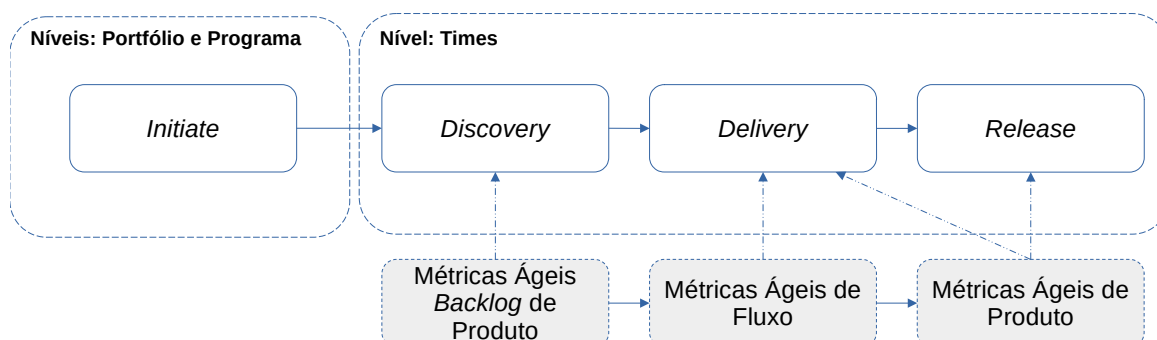 Níveis: Portfólio e Programa
Nível: Times
Initiate
Discovery
Delivery
Release
Métricas Ágeis
Backlog de
Produto
Métricas Ágeis de
Fluxo
Métricas Ágeis de
Produto